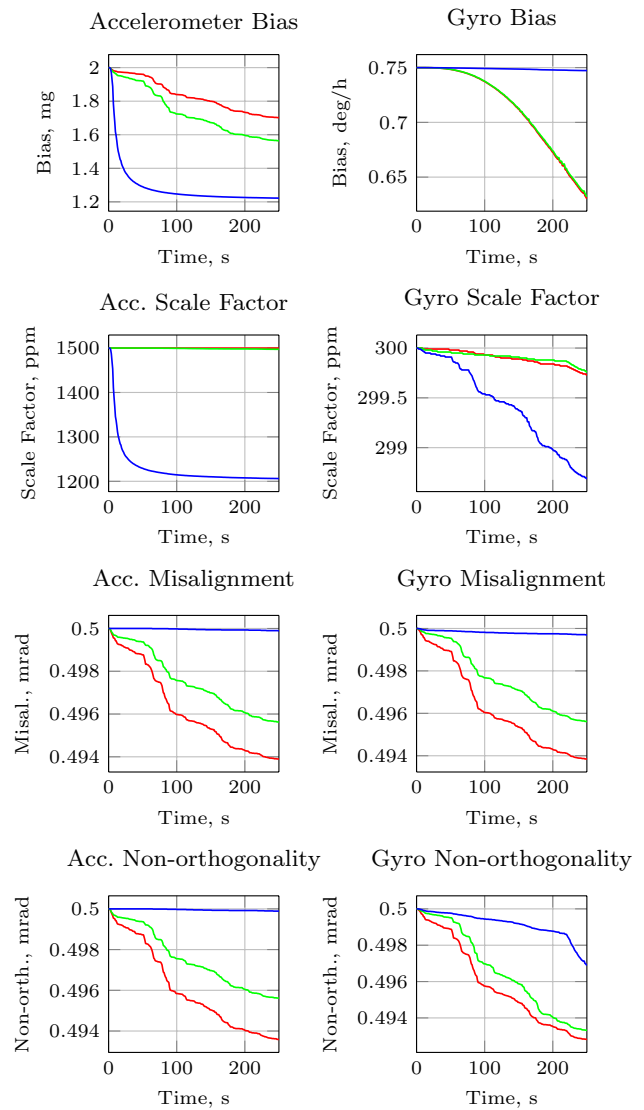 Accelerometer Bias
Bias, mg
2
1.8
1.6
1.4
1.2
0
100
200
Time, s
Gyro Bias
Bias, deg/h
0.75
0.7
0.65
0
100
200
Time, s
Acc. Scale Factor
Scale Factor, ppm
1500
1400
1300
1200
0
100
200
Time, s
Gyro Scale Factor
Scale Factor, ppm
300
299.5
299
0
100
200
Time, s
Acc. Misalignment
Misal., mrad
0.5
0.498
0.496
0.494
0
100
200
Time, s
Gyro Misalignment
Misal., mrad
0.5
0.498
0.496
0.494
0
100
200
Time, s
Acc. Non-orthogonality
Non-orth., mrad
0.5
0.498
0.496
0.494
0
100
200
Time, s
Gyro Non-orthogonality
Non-orth., mrad
0.5
0.498
0.496
0.494
0
100
200
Time, s